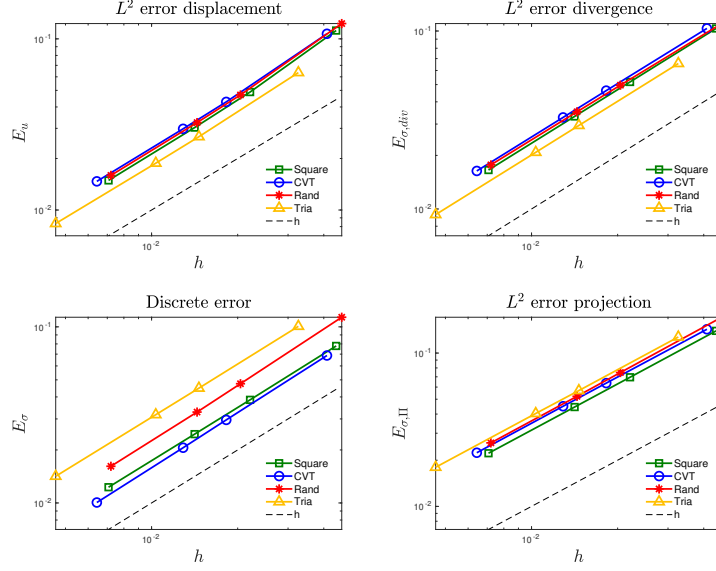 L² error displacement
10⁻¹
10⁻²
E_u
10⁻²
h
Square
CVT
Rand
Tria
h
L² error divergence
10⁻¹
10⁻²
E_σ,div
10⁻²
h
Square
CVT
Rand
Tria
h
Discrete error
10⁻¹
10⁻²
E_σ
10⁻²
h
Square
CVT
Rand
Tria
h
L² error projection
10⁻¹
10⁻²
E_σ,Π
10⁻²
h
Square
CVT
Rand
Tria
h